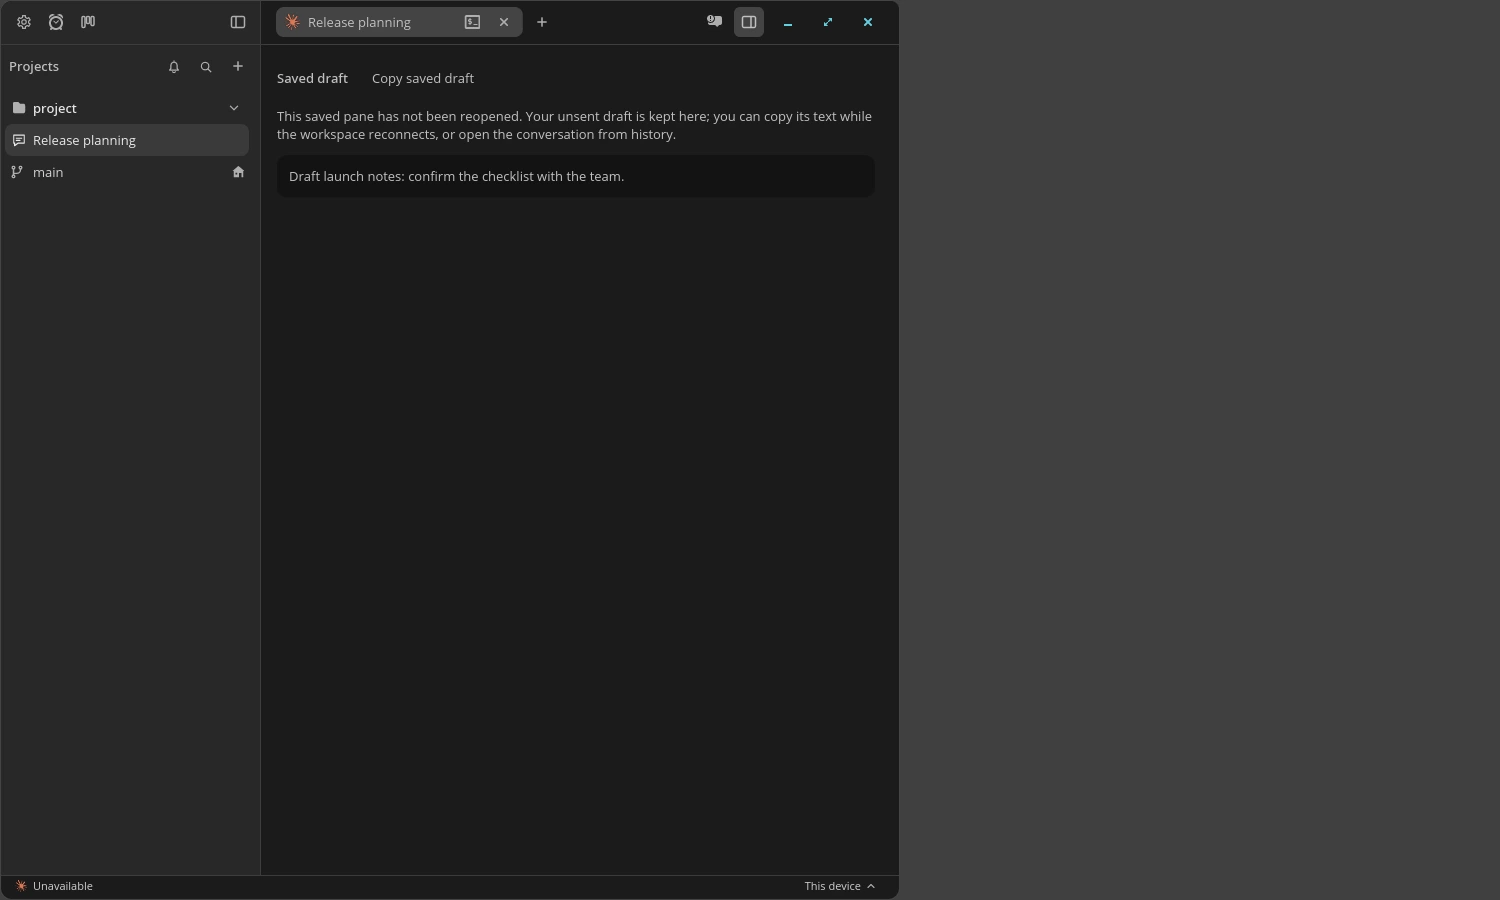 Release planning
Projects
Saved draft Copy saved draft
project
This saved pane has not been reopened. Your unsent draft is kept here; you can copy its text while
the workspace reconnects, or open the conversation from history.
Release planning
main
Draft launch notes: confirm the checklist with the team.
Unavailable
This device